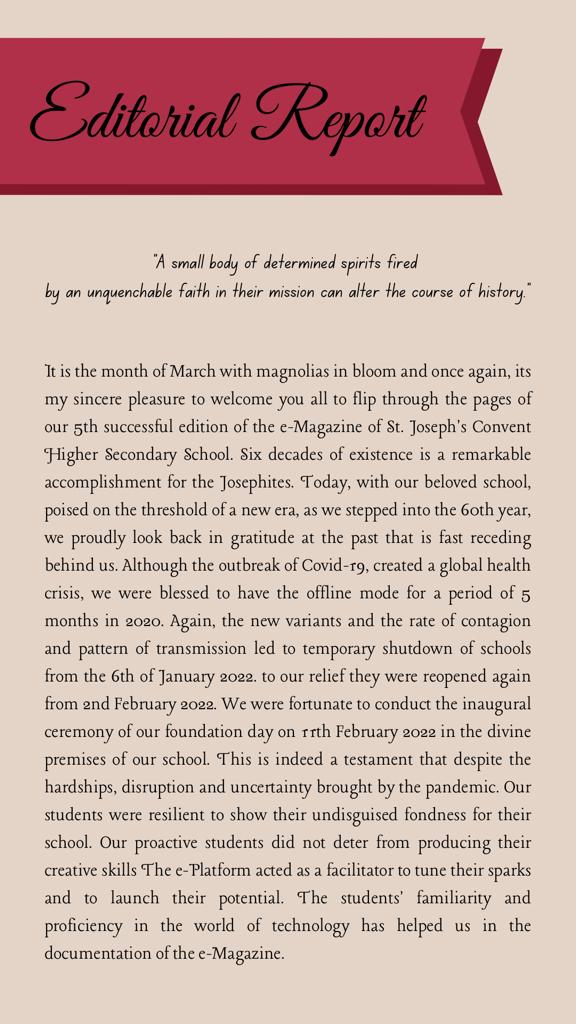 Editorial Report
"A small body of determined spirits fired
by an unquenchable faith in their mission can alter the course of history."
It is the month of March with magnolias in bloom and once again, its
my sincere pleasure to welcome you all to flip through the pages of
our 5th successful edition of the e-Magazine of St. Joseph's Convent
Higher Secondary School. Six decades of existence is a remarkable
accomplishment for the Josephites. Today, with our beloved school,
poised on the threshold of a new era, as we stepped into the 60th year,
we proudly look back in gratitude at the past that is fast receding
behind us. Although the outbreak of Covid-19, created a global health
crisis, we were blessed to have the offline mode for a period of 5
months in 2020. Again, the new variants and the rate of contagion
and pattern of transmission led to temporary shutdown of schools
from the 6th of January 2022. to our relief they were reopened again
from 2nd February 2022. We were fortunate to conduct the inaugural
ceremony of our foundation day on 11th February 2022 in the divine
premises of our school. This is indeed a testament that despite the
hardships, disruption and uncertainty brought by the pandemic. Our
students were resilient to show their undisguised fondness for their
school. Our proactive students did not deter from producing their
creative skills The e-Platform acted as a facilitator to tune their sparks
and to launch their potential. The students' familiarity and
proficiency in the world of technology has helped us in the
documentation of the e-Magazine.